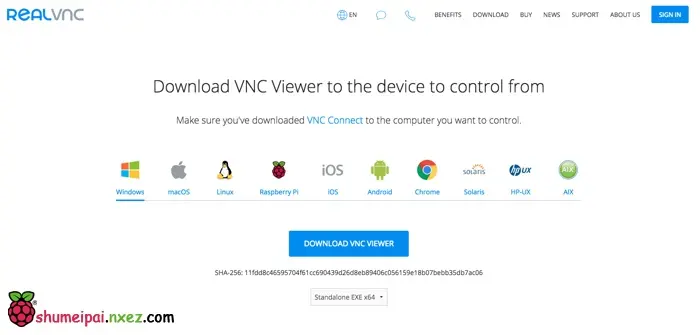 REALVNC
EN
BENEFITS DOWNLOAD BUY NEWS SUPPORT ABOUT US SIGN IN
Download VNC Viewer to the device to control from
Make sure you've downloaded VNC Connect to the computer you want to control.
iOS solaris hp UX AIX
Windows macOS Linux Raspberry Pi iOS Android Chrome Solaris HP-UX AIX
DOWNLOAD VNC VIEWER
SHA-256: 11fdd8c46595704f61cc690439d26d8eb89406c056159e18b07bebb35db7ac06
Standalone EXE x64
shumeipai.nxez.com